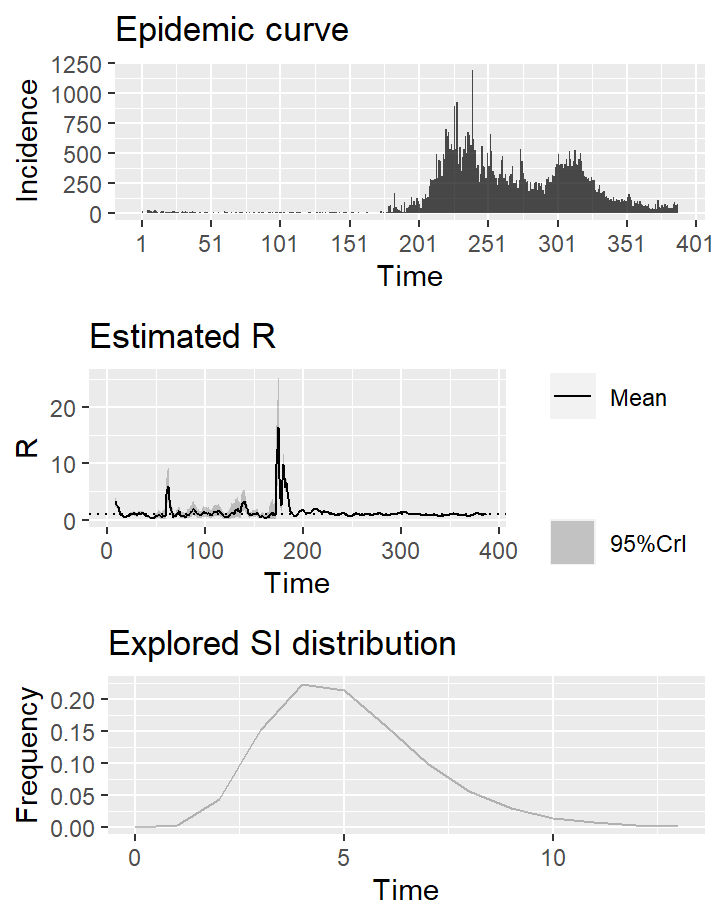 Epidemic curve
Incidence
1250
1000
750
500
250
0
1 51 101 151 201 251 301 351 401
Time
Estimated R
R
20
10
0
0 100 200 300 400
Time
Mean
95%CrI
Explored SI distribution
Frequency
0.20
0.15
0.10
0.05
0.00
0 5 10
Time